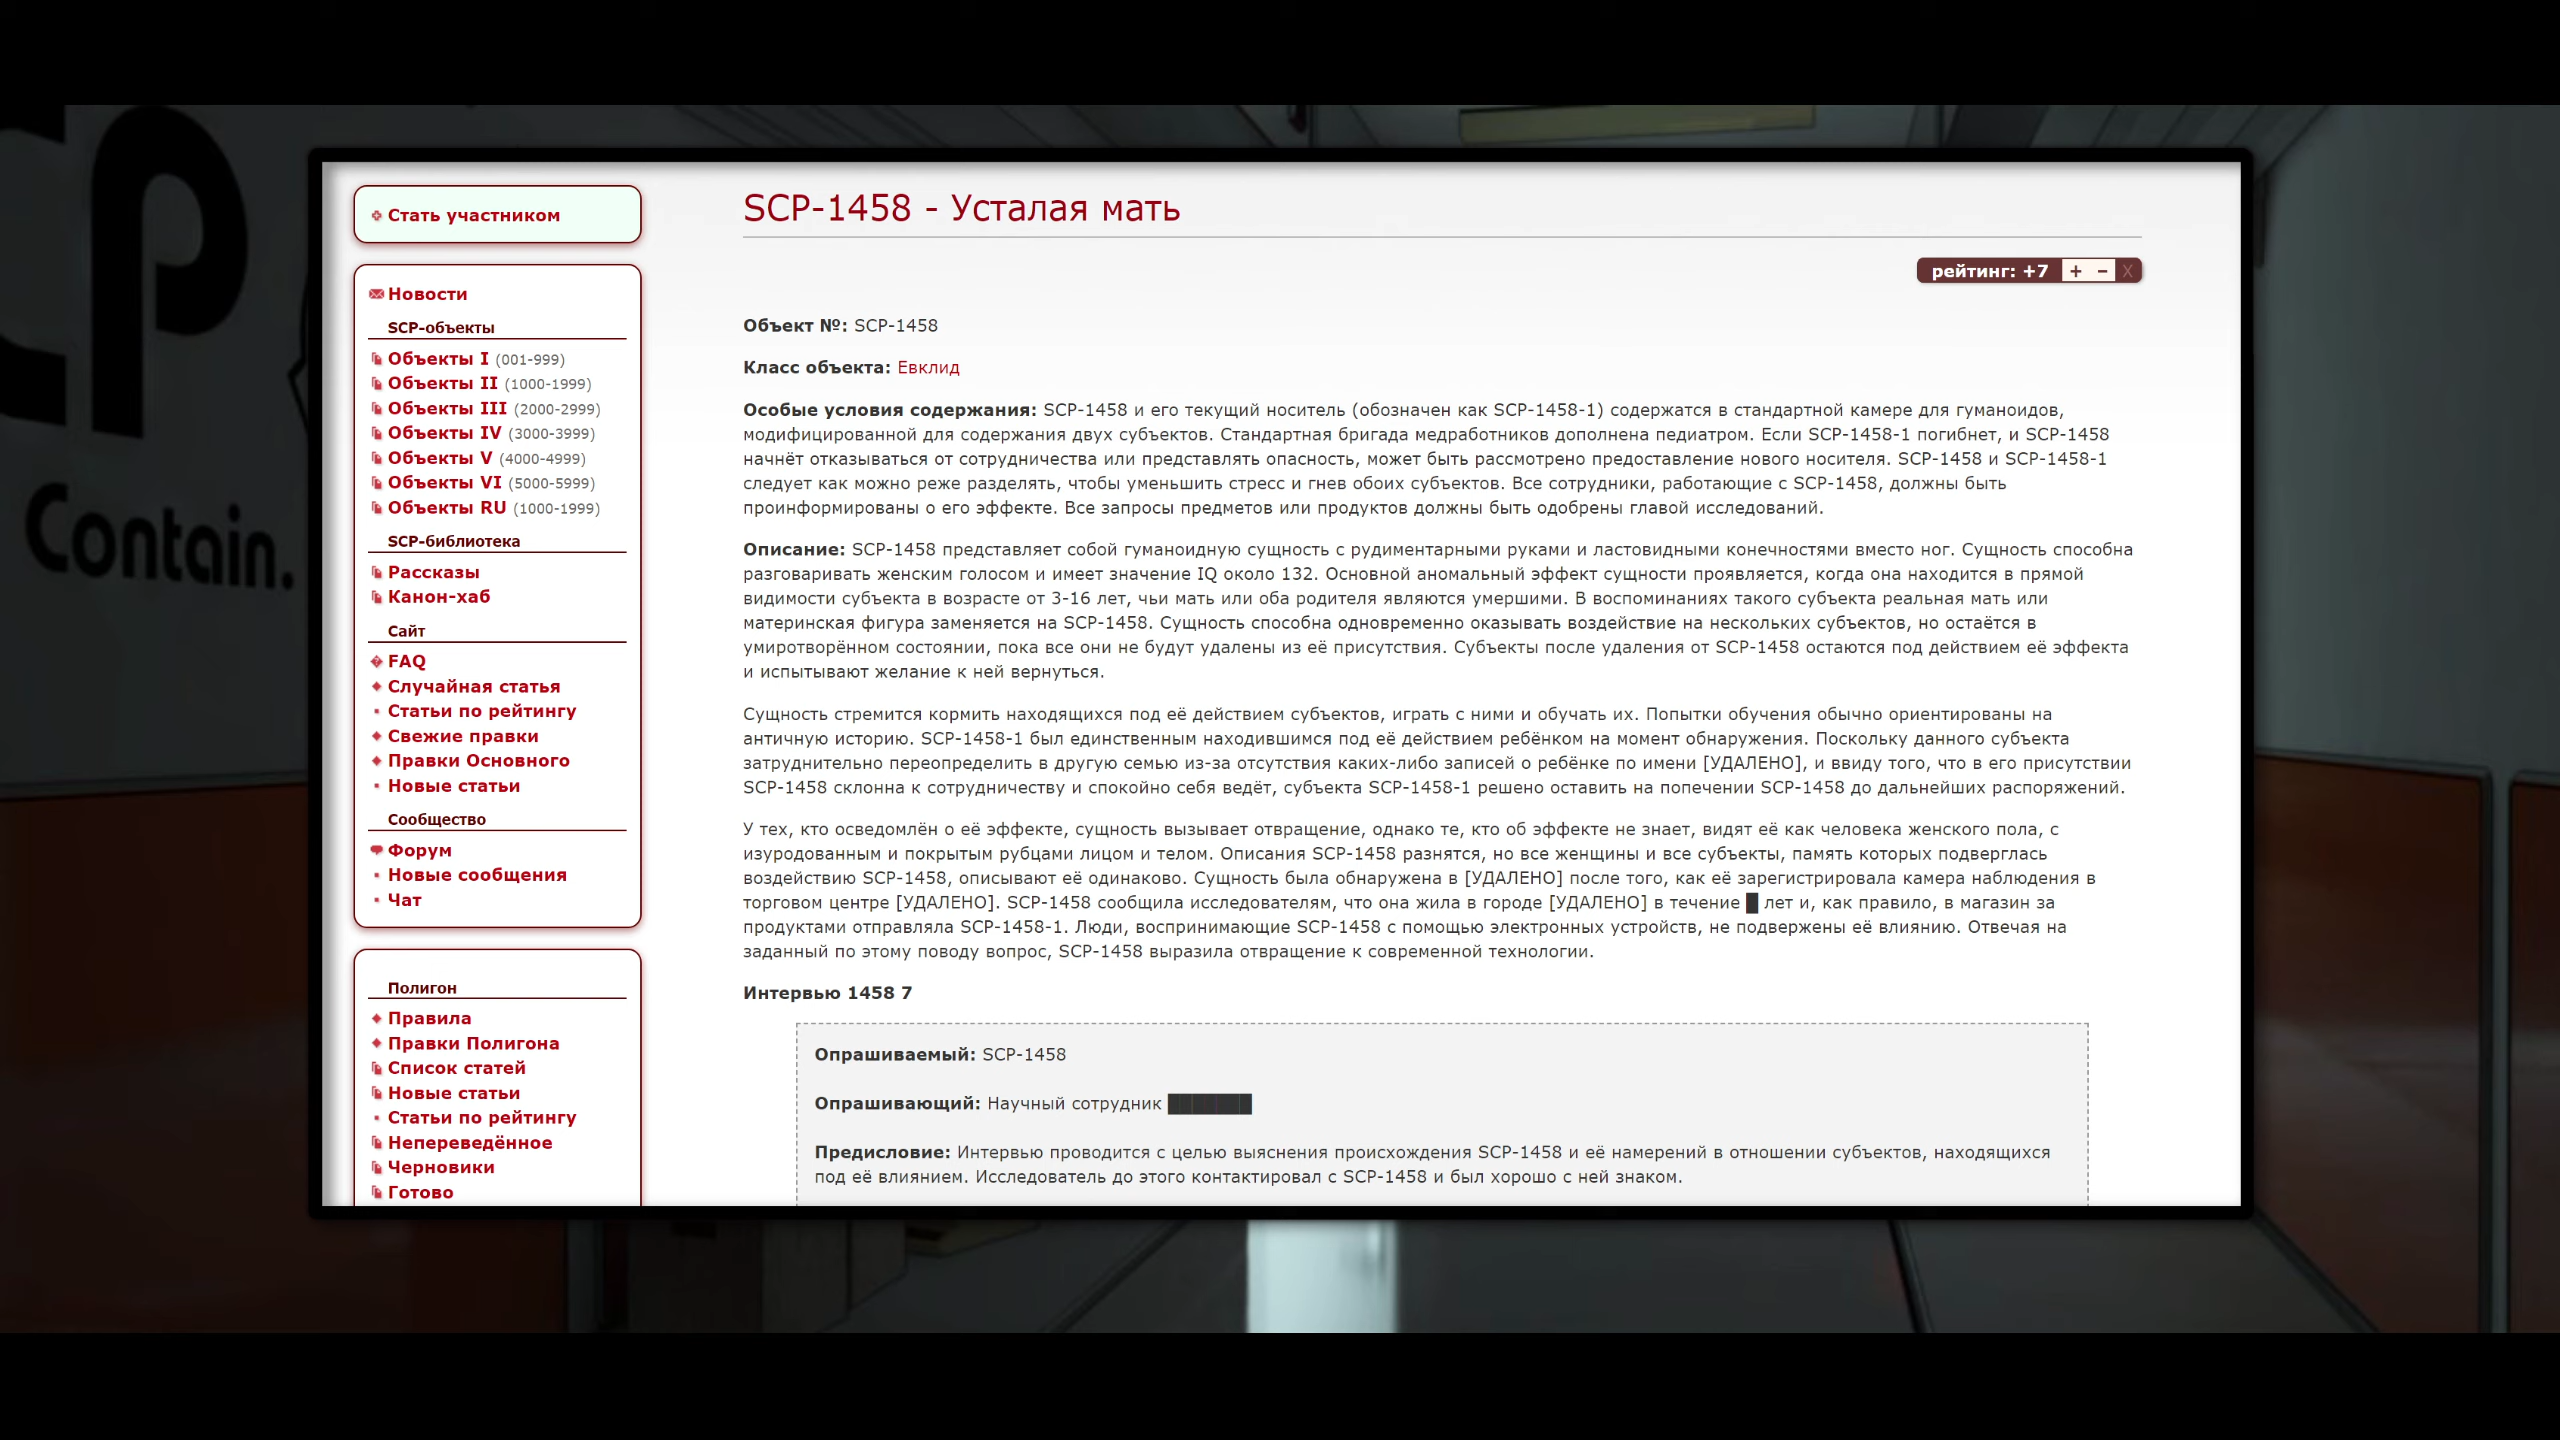 CP
Contain.
Стать участником
Новости
SCP-объекты
Объекты I (001-999)
Объекты II (1000-1999)
Объекты III (2000-2999)
Объекты IV (3000-3999)
Объекты V (4000-4999)
Объекты VI (5000-5999)
Объекты RU (1000-1999)
SCP-библиотека
Рассказы
Канон-хаб
Сайт
FAQ
Случайная статья
Статьи по рейтингу
Свежие правки
Правки Основного
Новые статьи
Сообщество
Форум
Новые сообщения
Чат
Полигон
Правила
Правки Полигона
Список статей
Новые статьи
Статьи по рейтингу
Непереведённое
Черновики
Готово
SCP-1458 - Усталая мать
рейтинг: +7 + – X
Объект №: SCP-1458
Класс объекта: Евклид
Особые условия содержания: SCP-1458 и его текущий носитель (обозначен как SCP-1458-1) содержатся в стандартной камере для гуманоидов,
модифицированной для содержания двух субъектов. Стандартная бригада медработников дополнена педиатром. Если SCP-1458-1 погибнет, и SCP-1458
начнёт отказываться от сотрудничества или представлять опасность, может быть рассмотрено предоставление нового носителя. SCP-1458 и SCP-1458-1
следует как можно реже разделять, чтобы уменьшить стресс и гнев обоих субъектов. Все сотрудники, работающие с SCP-1458, должны быть
проинформированы о его эффекте. Все запросы предметов или продуктов должны быть одобрены главой исследований.
Описание: SCP-1458 представляет собой гуманоидную сущность с рудиментарными руками и ластовидными конечностями вместо ног. Сущность способна
разговаривать женским голосом и имеет значение IQ около 132. Основной аномальный эффект сущности проявляется, когда она находится в прямой
видимости субъекта в возрасте от 3-16 лет, чьи мать или оба родителя являются умершими. В воспоминаниях такого субъекта реальная мать или
материнская фигура заменяется на SCP-1458. Сущность способна одновременно оказывать воздействие на нескольких субъектов, но остаётся в
умиротворённом состоянии, пока все они не будут удалены из её присутствия. Субъекты после удаления от SCP-1458 остаются под действием её эффекта
и испытывают желание к ней вернуться.
Сущность стремится кормить находящихся под её действием субъектов, играть с ними и обучать их. Попытки обучения обычно ориентированы на
античную историю. SCP-1458-1 был единственным находившимся под её действием ребёнком на момент обнаружения. Поскольку данного субъекта
затруднительно переопределить в другую семью из-за отсутствия каких-либо записей о ребёнке по имени [УДАЛЕНО], и ввиду того, что в его присутствии
SCP-1458 склонна к сотрудничеству и спокойно себя ведёт, субъекта SCP-1458-1 решено оставить на попечении SCP-1458 до дальнейших распоряжений.
У тех, кто осведомлён о её эффекте, сущность вызывает отвращение, однако те, кто об эффекте не знает, видят её как человека женского пола, с
изуродованным и покрытым рубцами лицом и телом. Описания SCP-1458 разнятся, но все женщины и все субъекты, память которых подверглась
воздействию SCP-1458, описывают её одинаково. Сущность была обнаружена в [УДАЛЕНО] после того, как её зарегистрировала камера наблюдения в
торговом центре [УДАЛЕНО]. SCP-1458 сообщила исследователям, что она жила в городе [УДАЛЕНО] в течение █ лет и, как правило, в магазин за
продуктами отправляла SCP-1458-1. Люди, воспринимающие SCP-1458 с помощью электронных устройств, не подвержены её влиянию. Отвечая на
заданный по этому поводу вопрос, SCP-1458 выразила отвращение к современной технологии.
Интервью 1458 7
Опрашиваемый: SCP-1458
Опрашивающий: Научный сотрудник ███████
Предисловие: Интервью проводится с целью выяснения происхождения SCP-1458 и её намерений в отношении субъектов, находящихся
под её влиянием. Исследователь до этого контактировал с SCP-1458 и был хорошо с ней знаком.